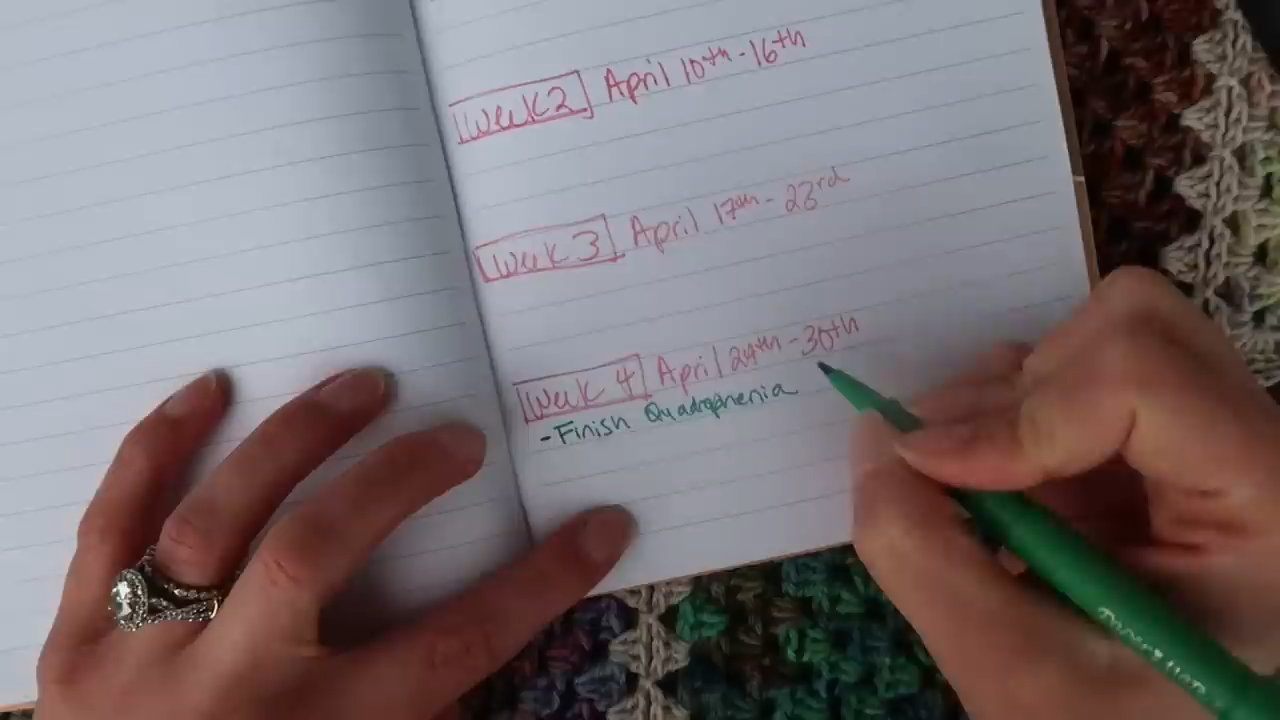 Week 2 April 10th - 16th
Week 3 April 17th - 23rd
Week 4 April 24th - 30th
- Finish Quadrophenia